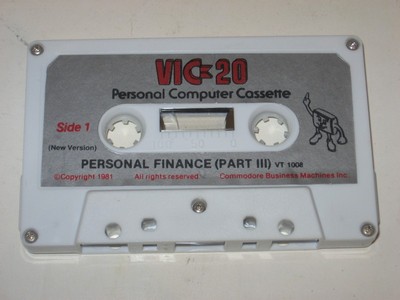 VIC-20
Personal Computer Cassette
Side 1
(New Version)
PERSONAL FINANCE (PART III) VT 1008
©Copyright 1981 All rights reserved. Commodore Business Machines Inc.